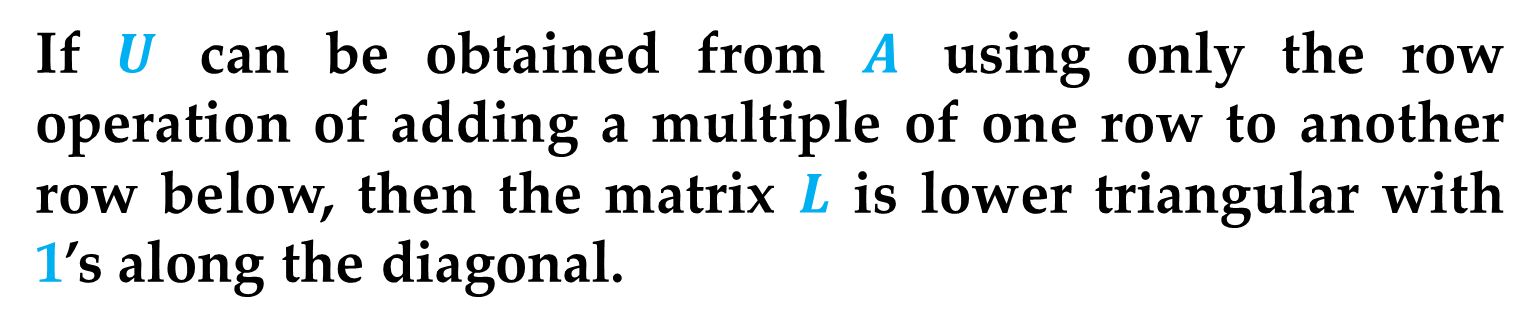 If U can be obtained from A using only the row
operation of adding a multiple of one row to another
row below, then the matrix L is lower triangular with
1’s along the diagonal.